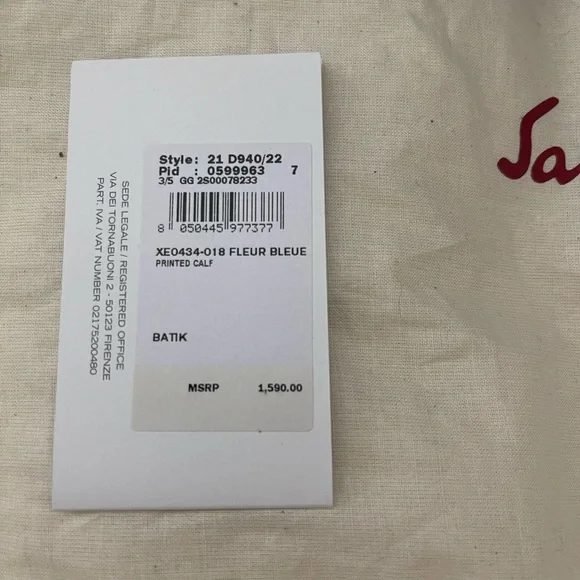 Style: 21 D940/22
Pid : 0599963 7
3/5 GG 2S00078233
8 050445 977377
XE0434-018 FLEUR BLEUE
PRINTED CALF
BATIK
MSRP 1,590.00
SEDE LEGALE / REGISTERED OFFICE
VIA DEI TORNABUONI 2 - 50123 FIRENZE
PART. IVA / VAT NUMBER 02175200480
Sa